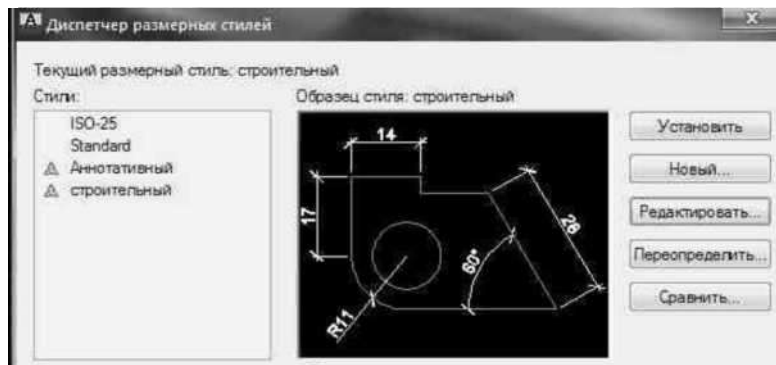 Диспетчер размерных стилей
Текущий размерный стиль: строительный
Стили:
ISO-25
Standard
Аннотативный
строительный
Образец стиля: строительный
14
17
28
60°
R11
Установить
Новый...
Редактировать...
Переопределить...
Сравнить...